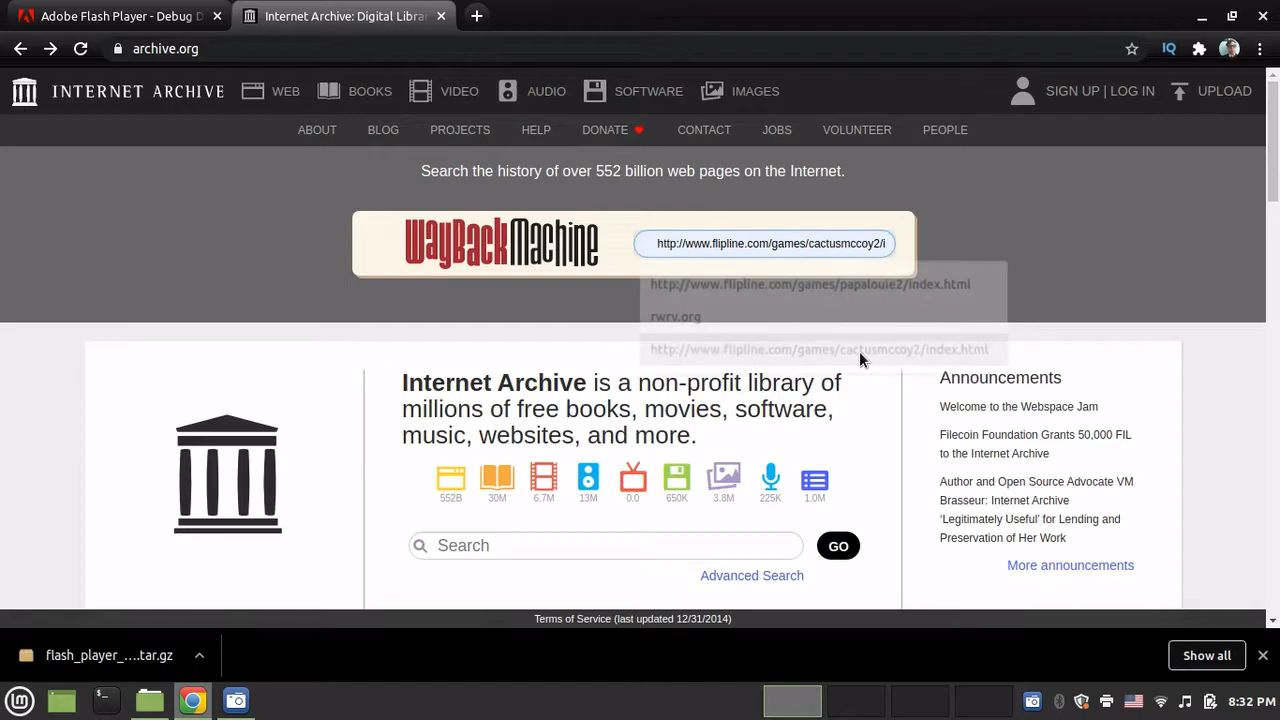 Adobe Flash Player - Debug D
Internet Archive: Digital Libra
archive.org
IQ
INTERNET ARCHIVE
WEB
BOOKS
VIDEO
AUDIO
SOFTWARE
IMAGES
SIGN UP | LOG IN
UPLOAD
ABOUT
BLOG
PROJECTS
HELP
DONATE
CONTACT
JOBS
VOLUNTEER
PEOPLE
Search the history of over 552 billion web pages on the Internet.
WayBackMachine
http://www.flipline.com/games/cactusmccoy2/i
http://www.flipline.com/games/papalouie2/index.html
rwrv.org
http://www.flipline.com/games/cactusmccoy2/index.html
Internet Archive is a non-profit library of
millions of free books, movies, software,
music, websites, and more.
552B
30M
6.7M
13M
0.0
650K
3.8M
225K
1.0M
Search
GO
Advanced Search
Announcements
Welcome to the Webspace Jam
Filecoin Foundation Grants 50,000 FIL
to the Internet Archive
Author and Open Source Advocate VM
Brasseur: Internet Archive
‘Legitimately Useful’ for Lending and
Preservation of Her Work
More announcements
Terms of Service (last updated 12/31/2014)
flash_player_....tar.gz
Show all
8:32 PM